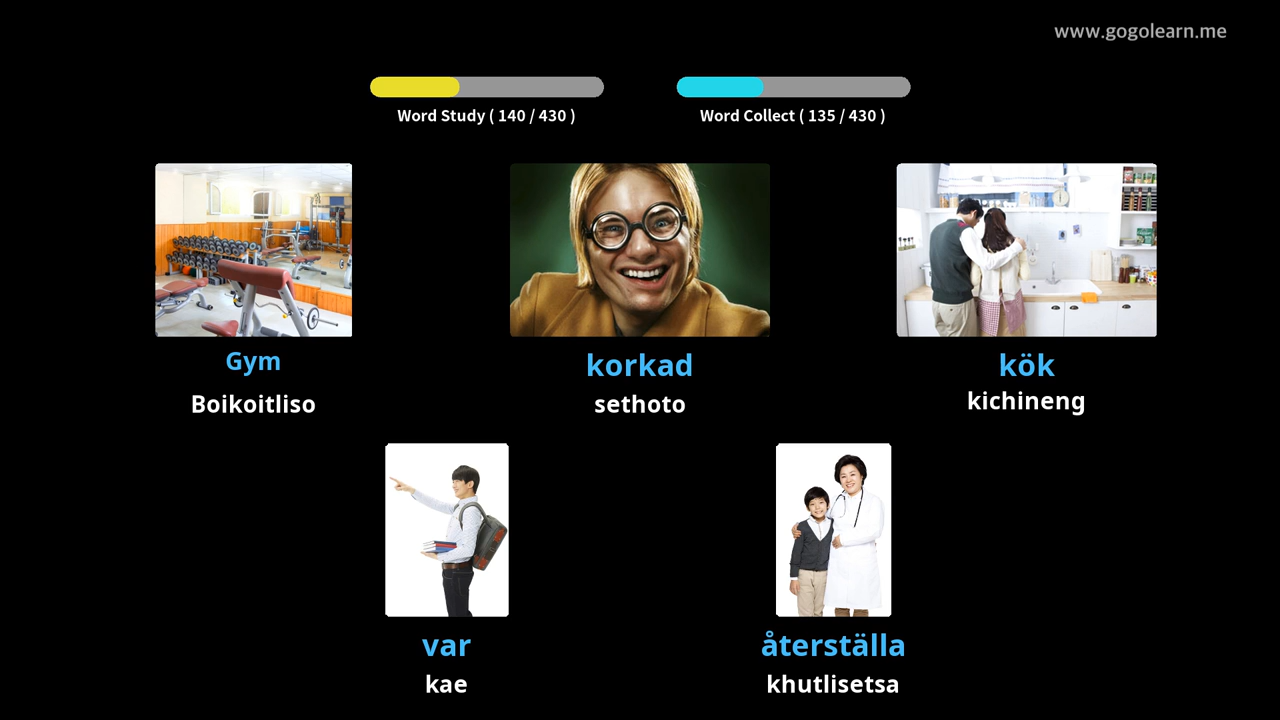 www.gogolearn.me
Word Study ( 140 / 430 )
Word Collect ( 135 / 430 )
Gym
Boikoitliso
korkad
sethoto
kök
kichineng
var
kae
återställa
khutlisetsa